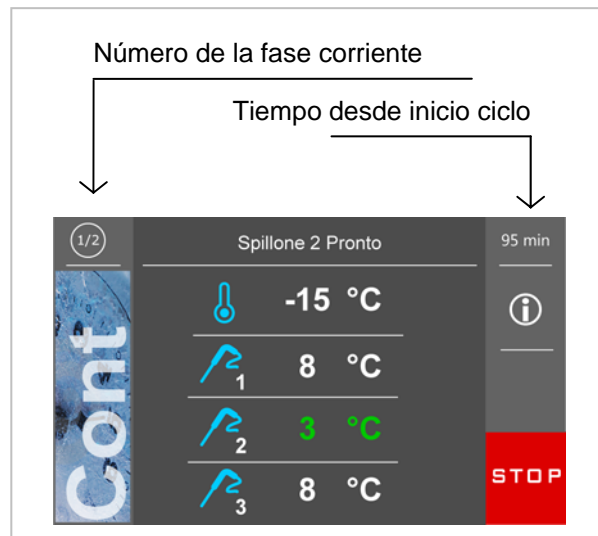 Número de la fase corriente
Tiempo desde inicio ciclo
1/2
Spillone 2 Pronto
95 min
-15 °C
i
Cont
1 8 °C
2 3 °C
3 8 °C
STOP